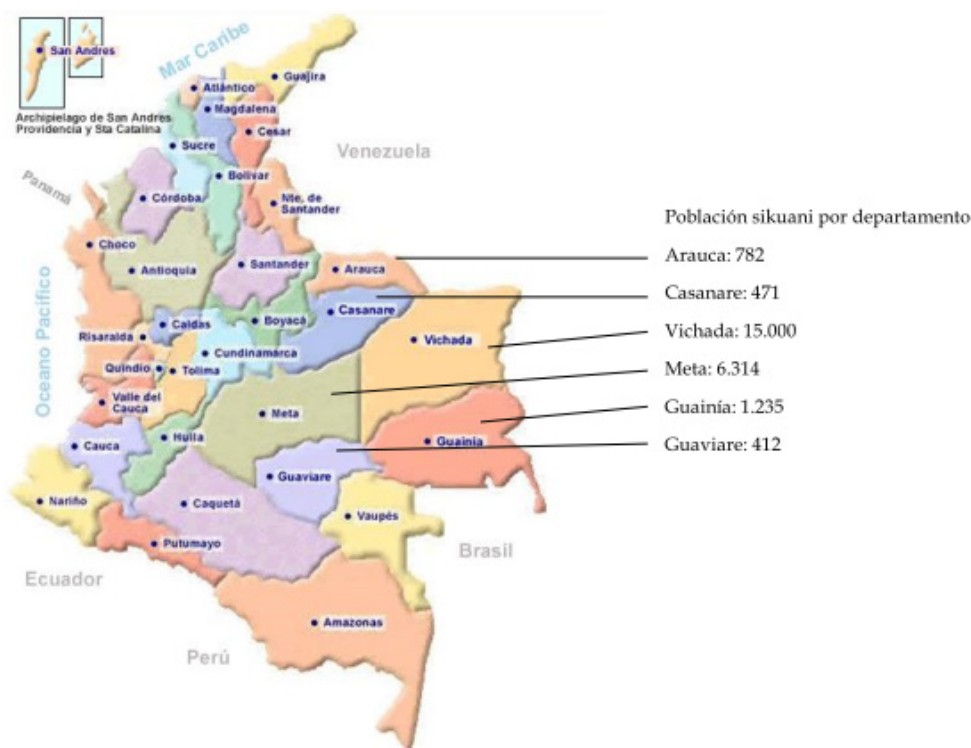 San Andres
Archipielago de San Andres
Providencia y Sta Catalina
Mar Caribe
Guajira
Atlántico
Magdalena
Cesar
Sucre
Venezuela
Bolivar
Panamá
Córdoba
Nte. de
Santander
Choco
Antioquia
Santander
Arauca
Oceano Pacífico
Casanare
Boyacá
Caldas
Risaralda
Vichada
Cundinamarca
Quindio
Tolima
Valle del
Cauca
Meta
Cauca
Huila
Guainia
Guaviare
Nariño
Caquetá
Vaupés
Putumayo
Brasil
Ecuador
Amazonas
Perú
Población sikuani por departamento
Arauca: 782
Casanare: 471
Vichada: 15.000
Meta: 6.314
Guainía: 1.235
Guaviare: 412